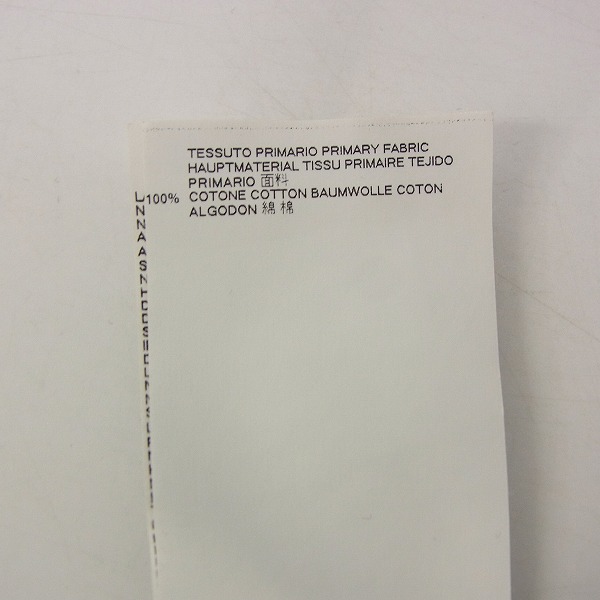 TESSUTO PRIMARIO PRIMARY FABRIC
HAUPTMATERIAL TISSU PRIMAIRE TEJIDO
PRIMARIO 面料
100% COTONE COTTON BAUMWOLLE COTON
ALGODON 綿 棉